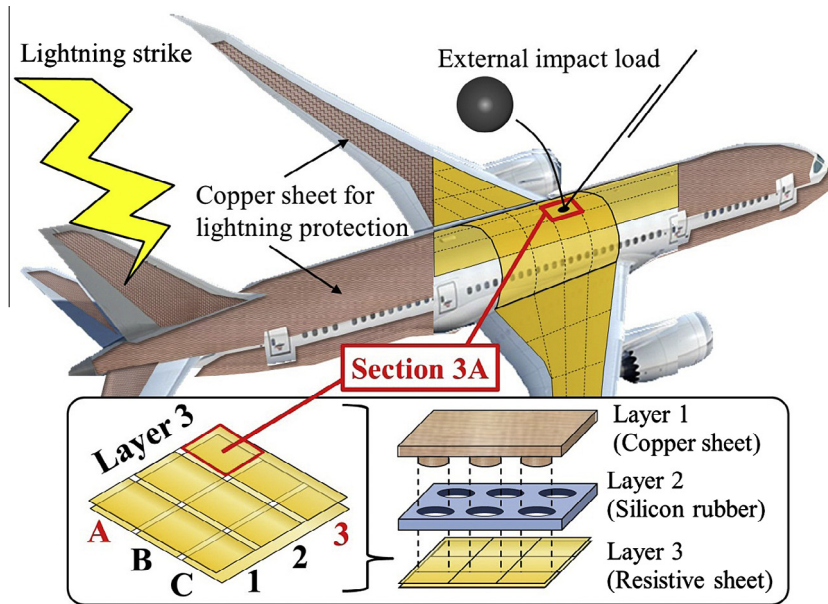 Lightning strike
External impact load
Copper sheet for
lightning protection
Section 3A
Layer 3
A
B
C
1
2
3
Layer 1
(Copper sheet)
Layer 2
(Silicon rubber)
Layer 3
(Resistive sheet)